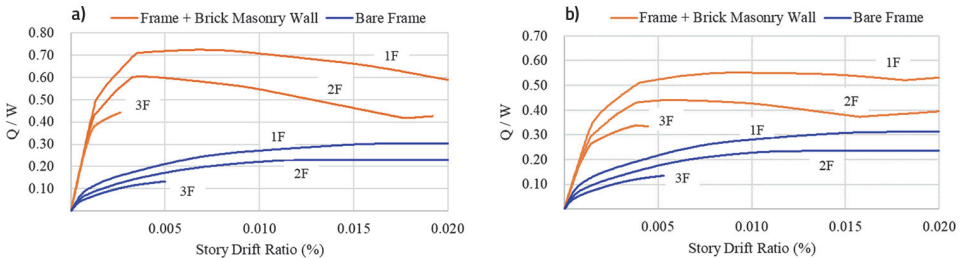 a)
Frame + Brick Masonry Wall
Bare Frame
0.80
0.70
0.60
0.50
0.40
0.30
0.20
0.10
Q / W
1F
2F
3F
1F
2F
3F
0.005
0.010
0.015
0.020
Story Drift Ratio (%)
b)
Frame + Brick Masonry Wall
Bare Frame
0.70
0.60
0.50
0.40
0.30
0.20
0.10
Q / W
1F
2F
3F
1F
2F
3F
0.005
0.010
0.015
0.020
Story Drift Ratio (%)